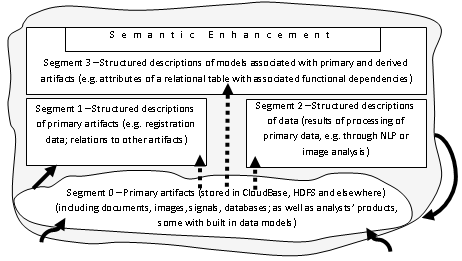 Semantic Enhancement
Segment 3—Structured descriptions of models associated with primary and derived
artifacts (e.g. attributes of a relational table with associated functional dependencies)
Segment 1—Structured descriptions
of primary artifacts (e.g. registration
data; relations to other artifacts)
Segment 2—Structured descriptions
of data (results of processing of
primary data, e.g. through NLP or
image analysis)
Segment 0—Primary artifacts (stored in CloudBase, HDFS and elsewhere)
(including documents, images, signals, databases; as well as analysts’ products,
some with built in data models)